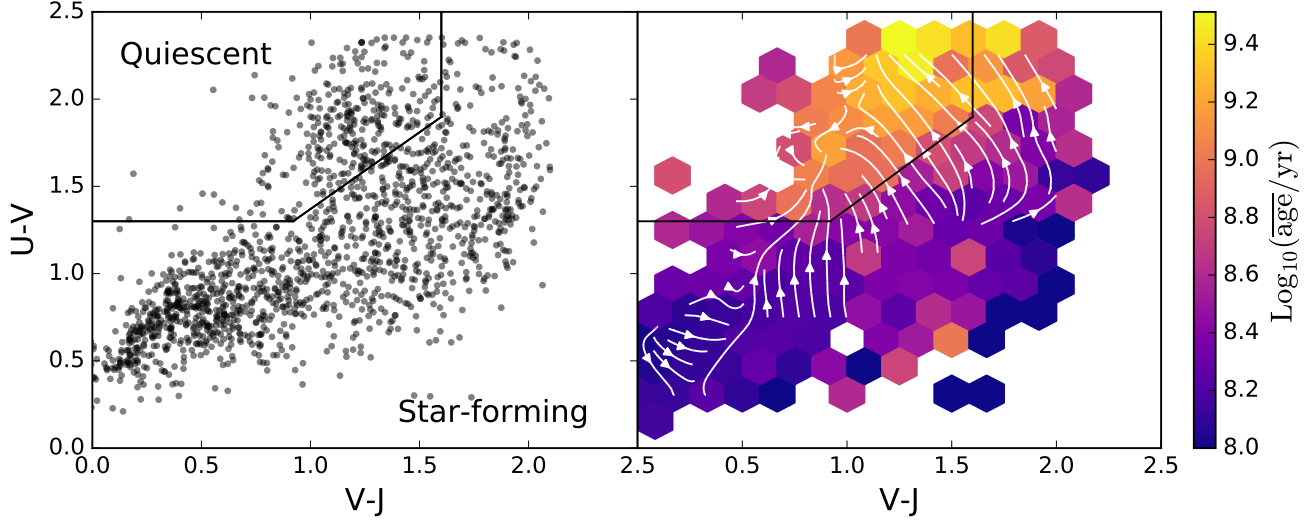 Quiescent
Star-forming
U-V
2.5
2.0
1.5
1.0
0.5
0.0
0.0 0.5 1.0 1.5 2.0 2.5 0.5 1.0 1.5 2.0 2.5
V-J V-J
9.4
9.2
9.0
8.8
8.6
8.4
8.2
8.0
Log₁₀(a̅g̅e̅/yr)